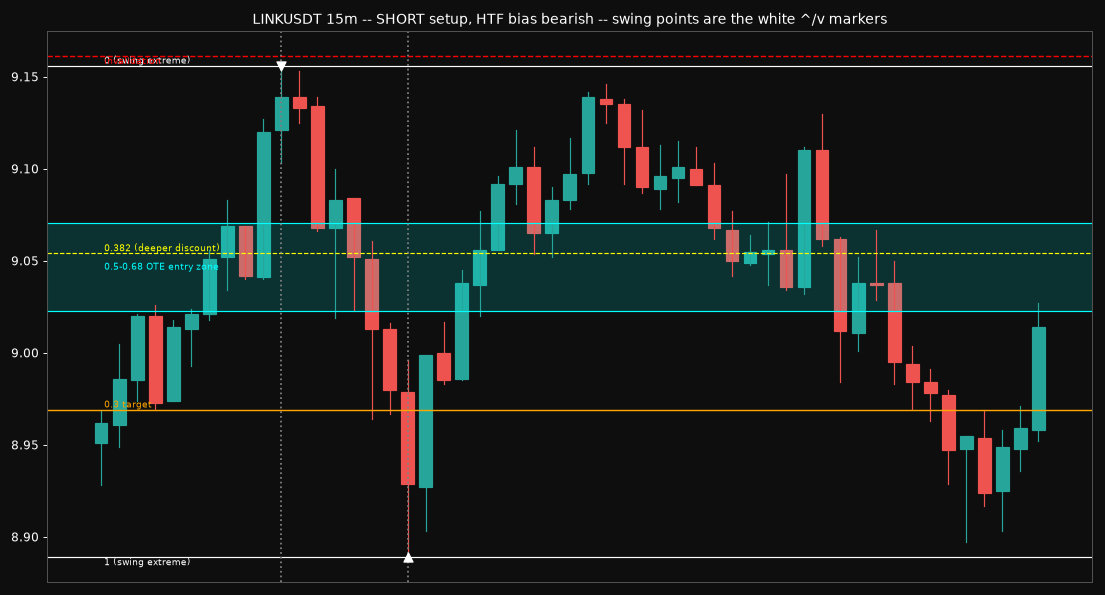 LINKUSDT 15m -- SHORT setup, HTF bias bearish -- swing points are the white ^/v markers
0 (swing extreme)
9.15
9.10
0.382 (deeper discount)
9.05
0.5-0.68 OTE entry zone
9.00
0.3 target
8.95
8.90
1 (swing extreme)